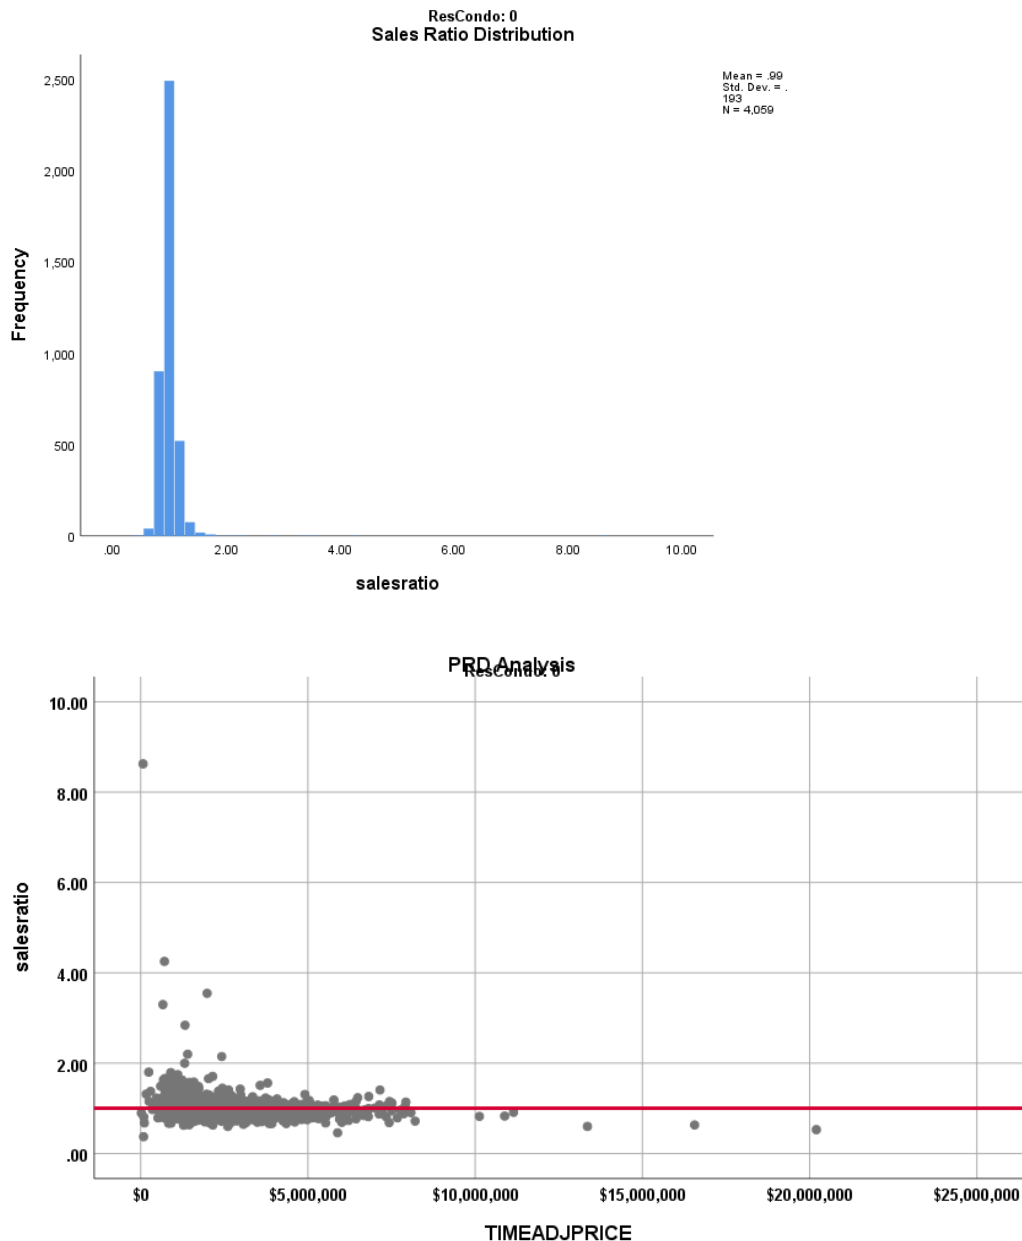 ResCondo: 0
Sales Ratio Distribution
Mean = .99
Std. Dev. = .
193
N = 4,059
2,500
2,000
1,500
1,000
500
0
Frequency
.00 2.00 4.00 6.00 8.00 10.00
salesratio
PRD Analysis
ResCondo: 0
10.00
8.00
6.00
4.00
2.00
.00
salesratio
$0 $5,000,000 $10,000,000 $15,000,000 $20,000,000 $25,000,000
TIMEADJPRICE